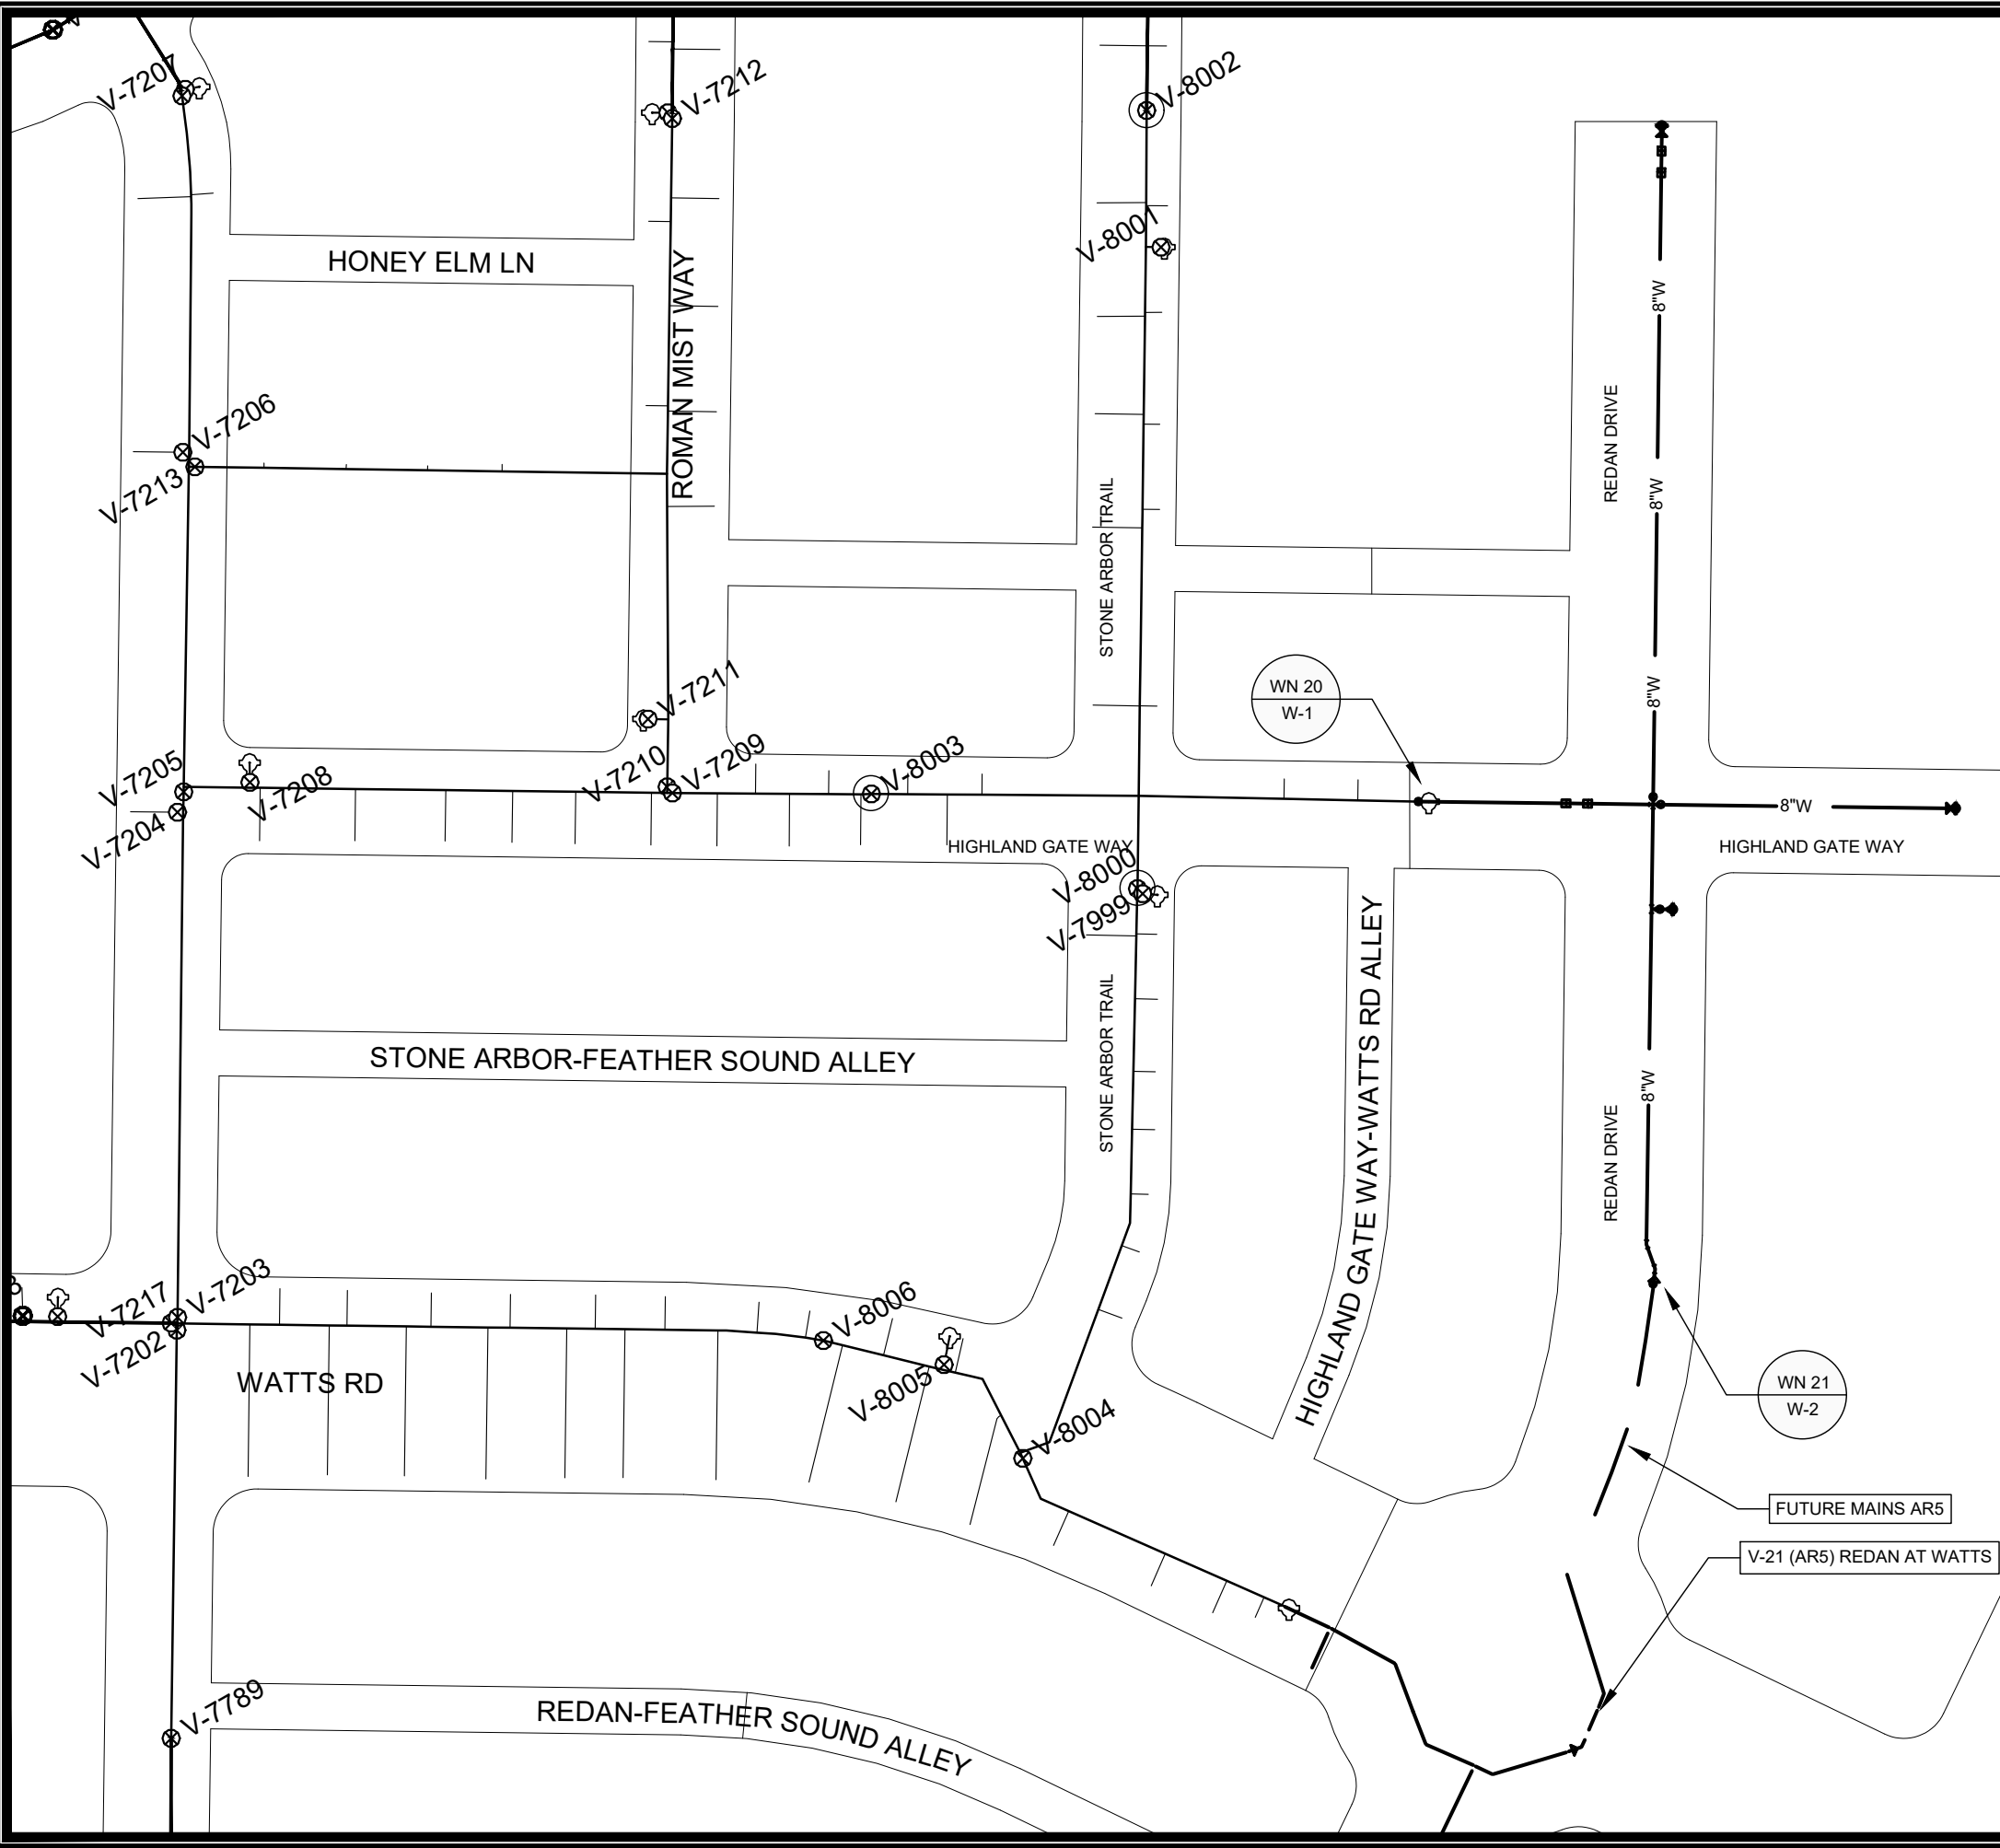 V-7207
V-7212
V-8002
V-8001
HONEY ELM LN
ROMAN MIST WAY
8"W
V-7206
REDAN DRIVE
V-7213
STONE ARBOR TRAIL
8"W
WN 20
W-1
8"W
V-7211
V-7205
V-7208
V-7210
V-7209
V-8003
8"W
V-7204
HIGHLAND GATE WAY
HIGHLAND GATE WAY
V-8000
V-7999
HIGHLAND GATE WAY-WATTS RD ALLEY
STONE ARBOR TRAIL
STONE ARBOR-FEATHER SOUND ALLEY
8"W
REDAN DRIVE
V-7217
V-7203
V-8006
V-7202
WATTS RD
V-8005
V-8004
WN 21
W-2
FUTURE MAINS AR5
V-21 (AR5) REDAN AT WATTS
V-7789
REDAN-FEATHER SOUND ALLEY